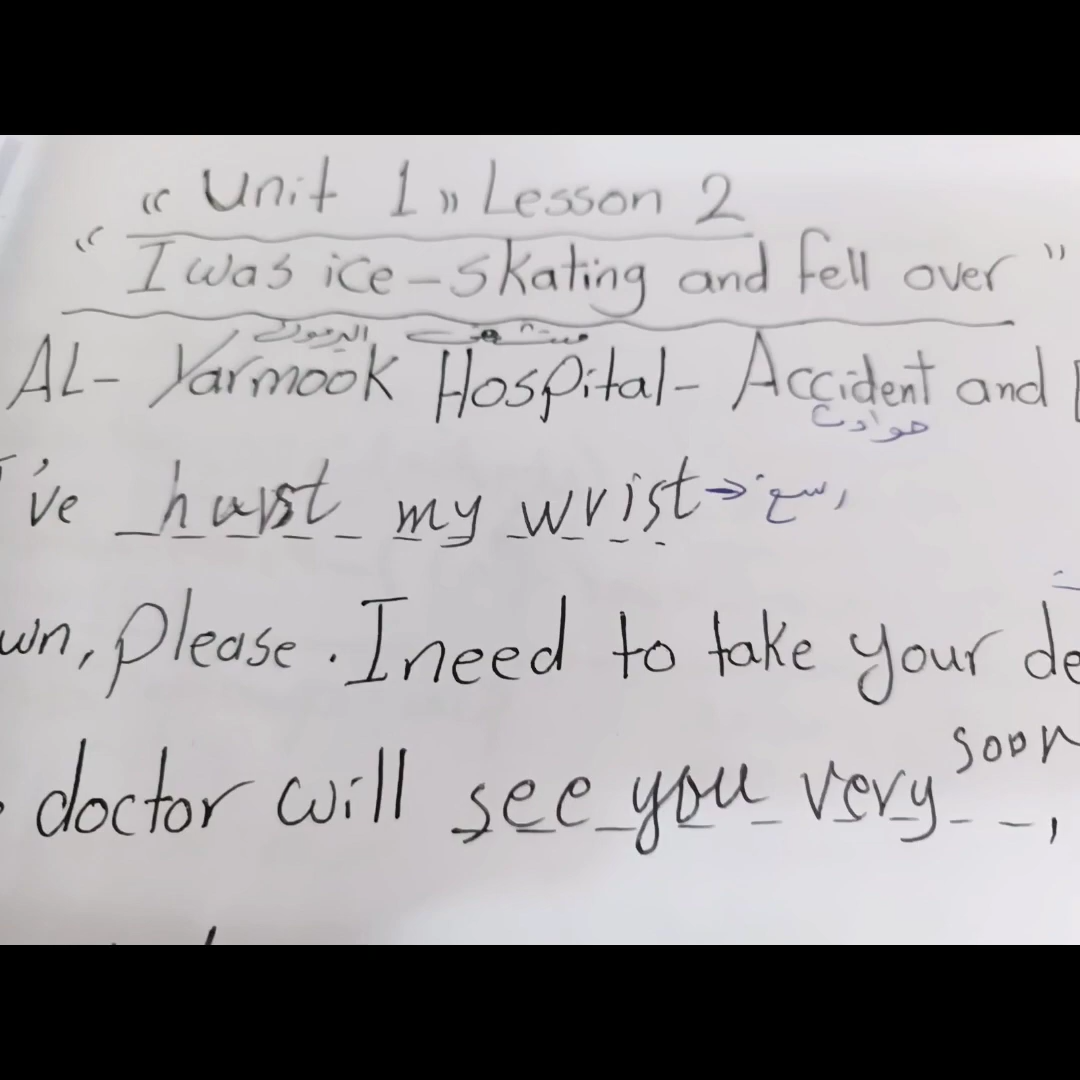 « Unit 1 » Lesson 2
" I was ice-skating and fell over "
مستشفى اليرموك
AL- Yarmook Hospital- Accident and
حوادث
I've hurst my wrist → رسغ
wn, please. I need to take your de
soon
doctor will see you very ,